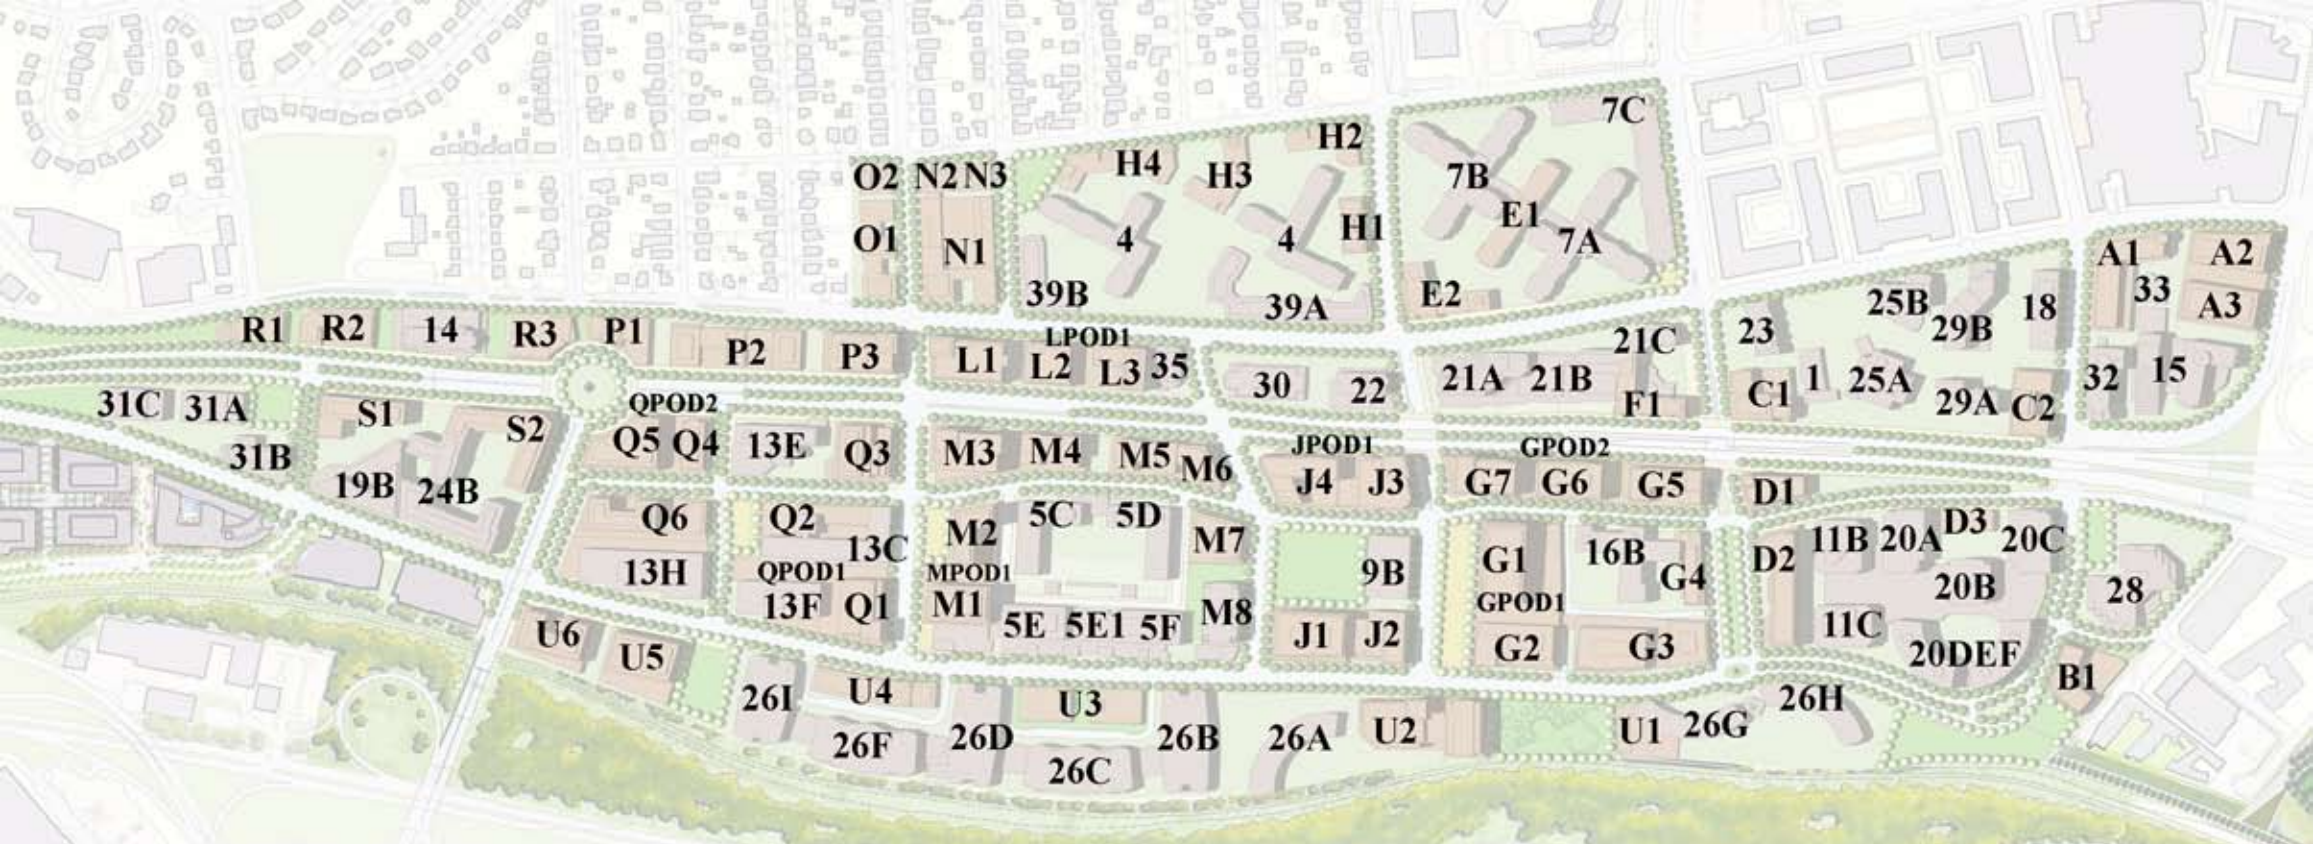 7C
H2
O2 N2 N3 H4 H3 7B
O1 N1 4 4 H1 E1 7A
39B 39A E2
A1 A2
33
25B 29B 18 A3
R1 R2 14 R3 P1 P2 P3
LPOD1
L1 L2 L3 35
30 22 21A 21B 21C
F1
23 C1 1 25A 29A C2
32 15
31C 31A S1 S2
QPOD2
Q5 Q4 13E Q3
31B 19B 24B
M3 M4 M5 M6
JPOD1
J4 J3
GPOD2
G7 G6 G5 D1
Q6 Q2 13C
M2 5C 5D M7
9B G1 16B G4
D2 11B 20A D3 20C
20B 28
13H QPOD1 MPOD1
GPOD1
13F Q1 M1 5E 5E1 5F M8
J1 J2 G2 G3
11C 20DEF
U6 U5
26I U4 U3
26F 26D 26C 26B 26A U2
U1 26G 26H B1